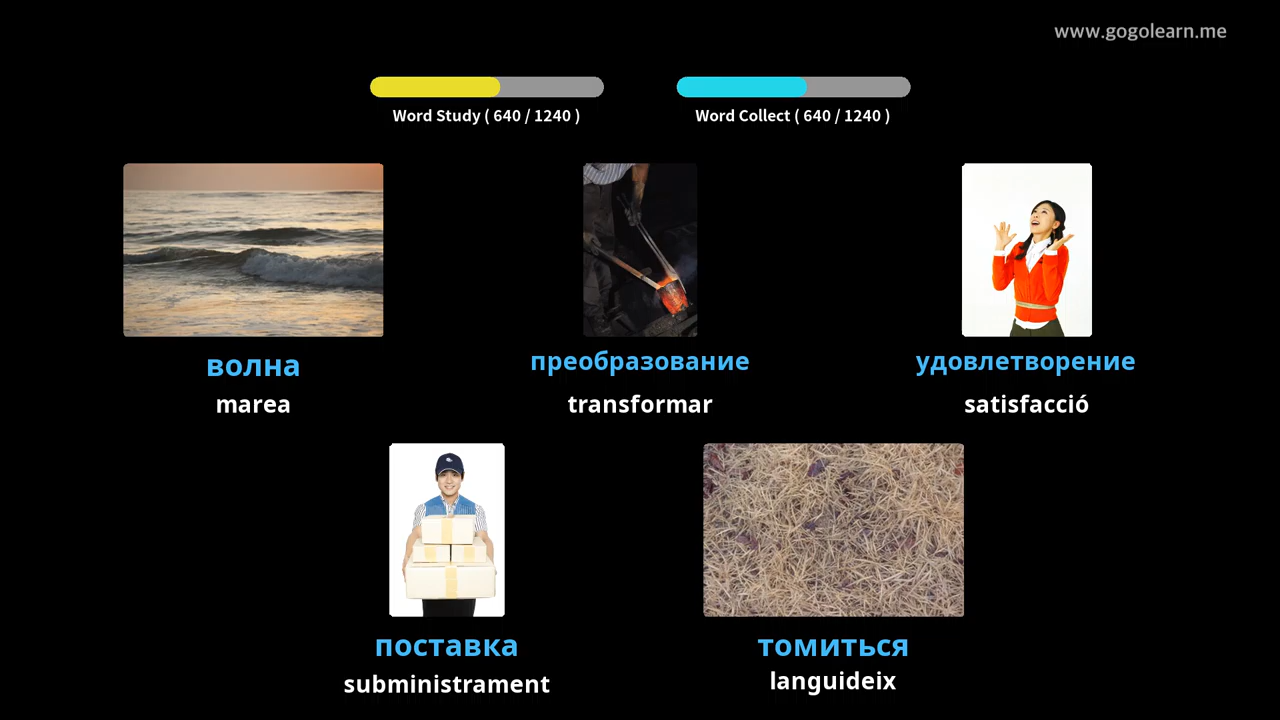 www.gogolearn.me
Word Study ( 640 / 1240 )
Word Collect ( 640 / 1240 )
волна
marea
преобразование
transformar
удовлетворение
satisfacció
поставка
subministrament
томиться
languideix